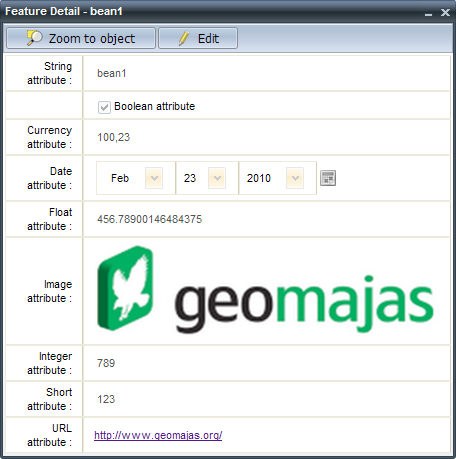 Feature Detail - bean1
Zoom to object
Edit
String
attribute :
bean1
Boolean attribute
Currency
attribute :
100,23
Date
attribute :
Feb 23 2010
Float
attribute :
456.78900146484375
Image
attribute :
geomajas
Integer
attribute :
789
Short
attribute :
123
URL
attribute :
http://www.geomajas.org/